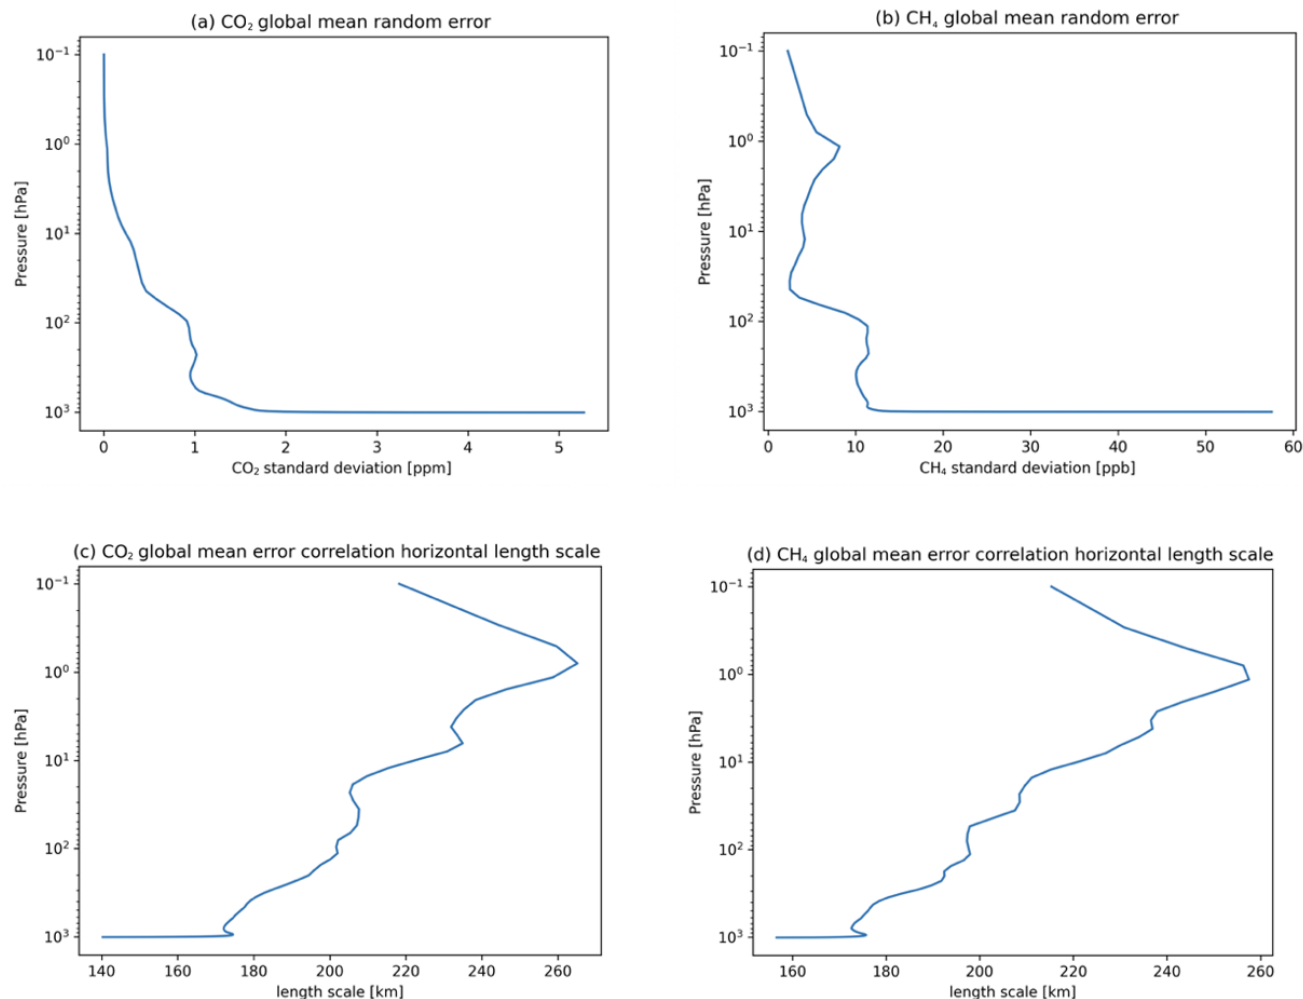 (a) CO₂ global mean random error
10⁻¹
10⁰
10¹
10²
10³
Pressure [hPa]
0 1 2 3 4 5
CO₂ standard deviation [ppm]
(b) CH₄ global mean random error
10⁻¹
10⁰
10¹
10²
10³
Pressure [hPa]
0 10 20 30 40 50 60
CH₄ standard deviation [ppb]
(c) CO₂ global mean error correlation horizontal length scale
10⁻¹
10⁰
10¹
10²
10³
Pressure [hPa]
140 160 180 200 220 240 260
length scale [km]
(d) CH₄ global mean error correlation horizontal length scale
10⁻¹
10⁰
10¹
10²
10³
Pressure [hPa]
160 180 200 220 240 260
length scale [km]